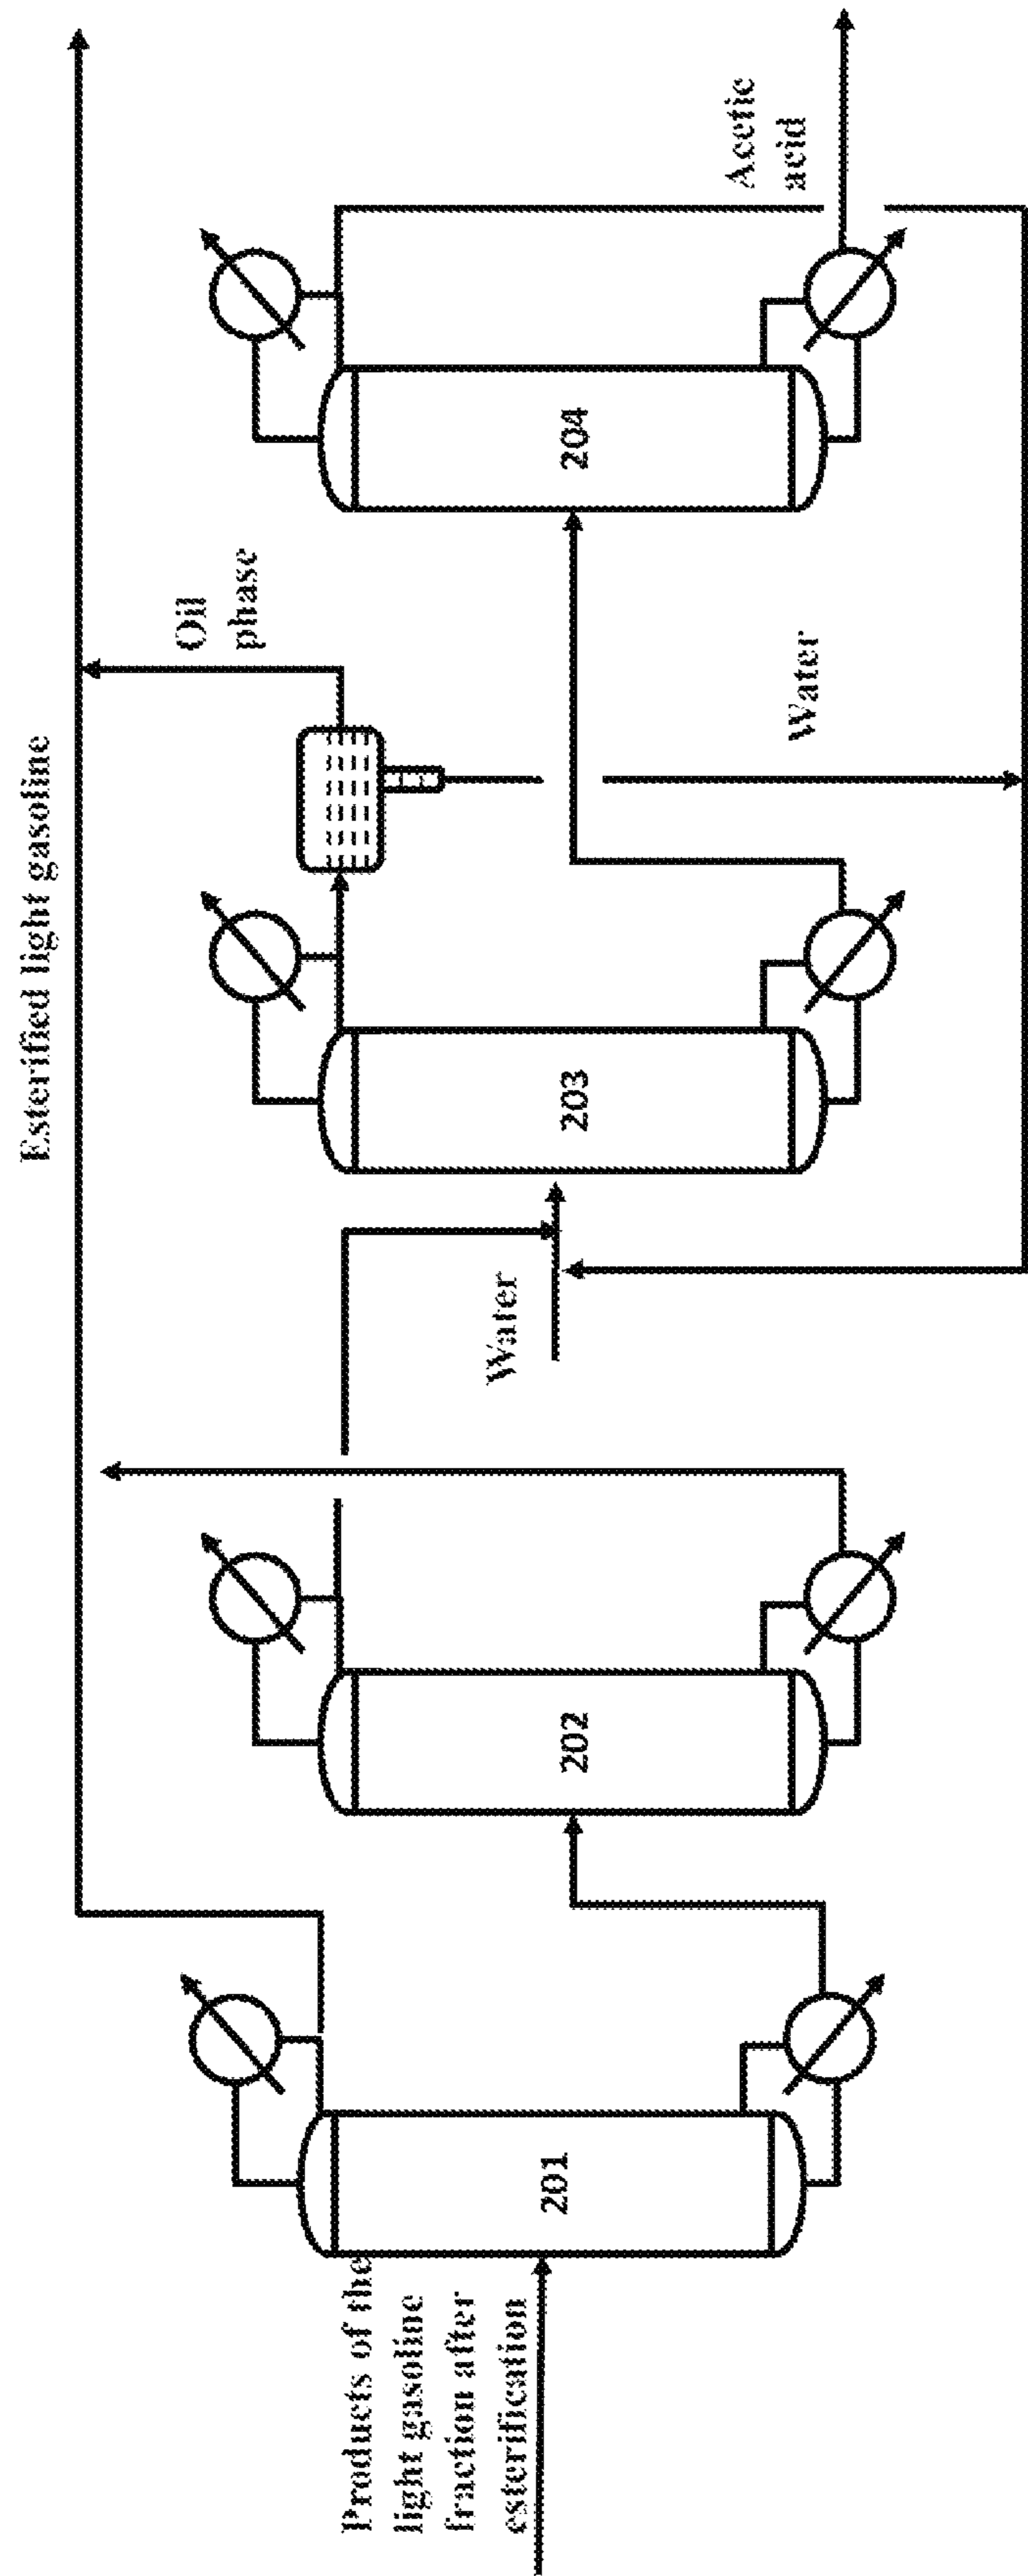 Esterified light gasoline
Products of the
light gasoline
fraction after
esterification
201
202
Water
203
Oil
phase
Water
204
Acetic
acid